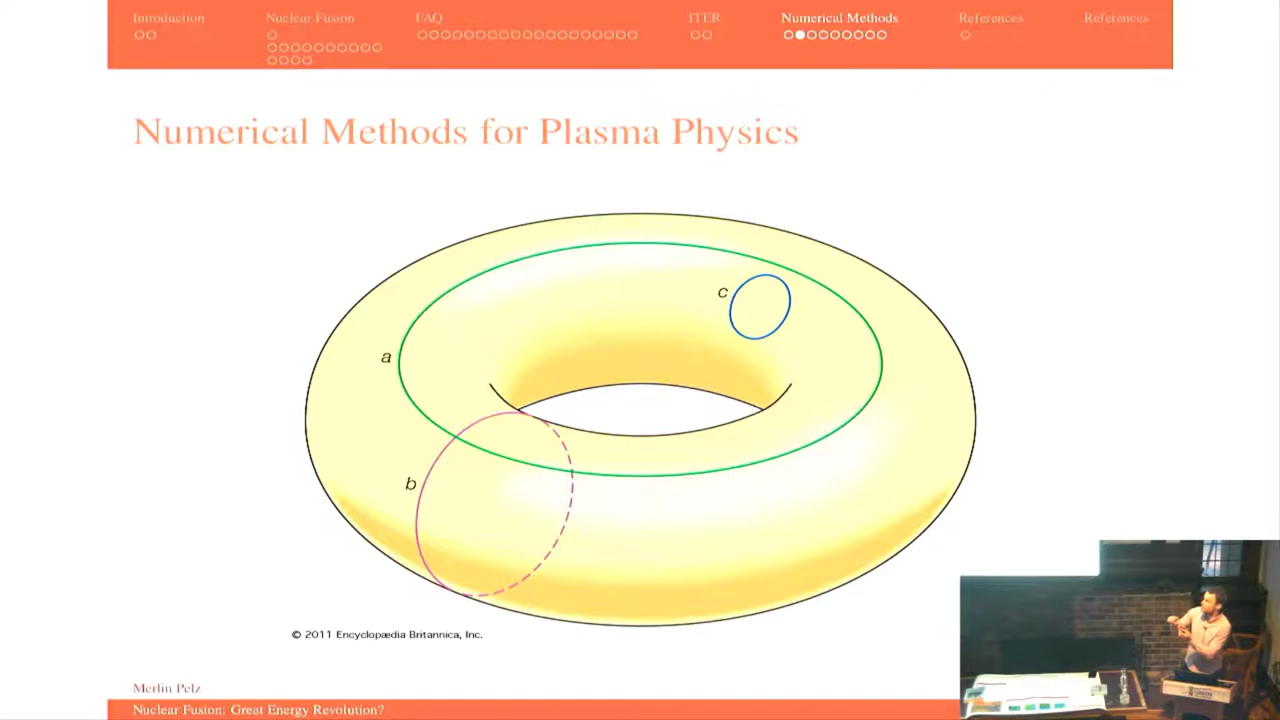 Introduction
Nuclear Fusion
FAQ
ITER
Numerical Methods
References
References
Numerical Methods for Plasma Physics
c
a
b
© 2011 Encyclopædia Britannica, Inc.
Merlin Pelz
Nuclear Fusion: Great Energy Revolution?